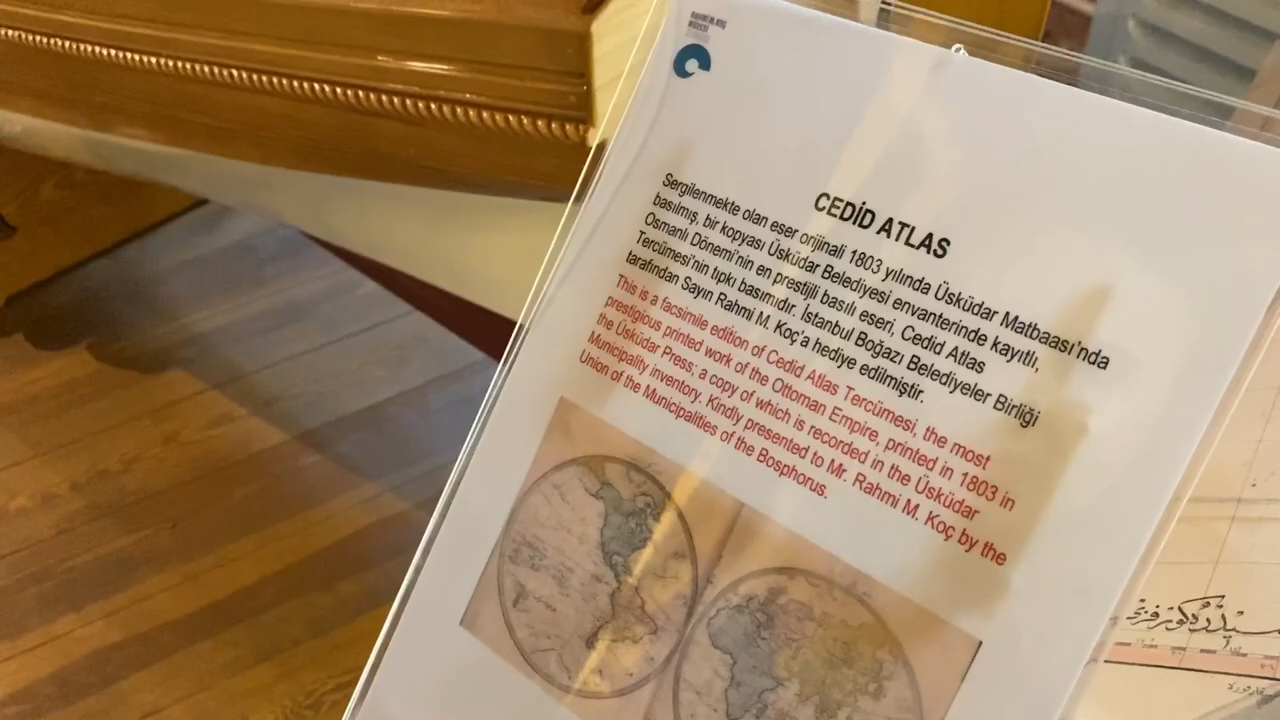 RAHMİ M. KOÇ
MÜZESİ
CEDİD ATLAS
Sergilenmekte olan eser orijinali 1803 yılında Üsküdar Matbaası'nda
basılmış, bir kopyası Üsküdar Belediyesi envanterinde kayıtlı,
Osmanlı Dönemi'nin en prestijli basılı eseri, Cedid Atlas
Tercümesi'nin tıpkı basımıdır. İstanbul Boğazı Belediyeler Birliği
tarafından Sayın Rahmi M. Koç'a hediye edilmiştir.
This is a facsimile edition of Cedid Atlas Tercümesi, the most
prestigious printed work of the Ottoman Empire, printed in 1803 in
the Üsküdar Press; a copy of which is recorded in the Üsküdar
Municipality inventory. Kindly presented to Mr. Rahmi M. Koç by the
Union of the Municipalities of the Bosphorus.